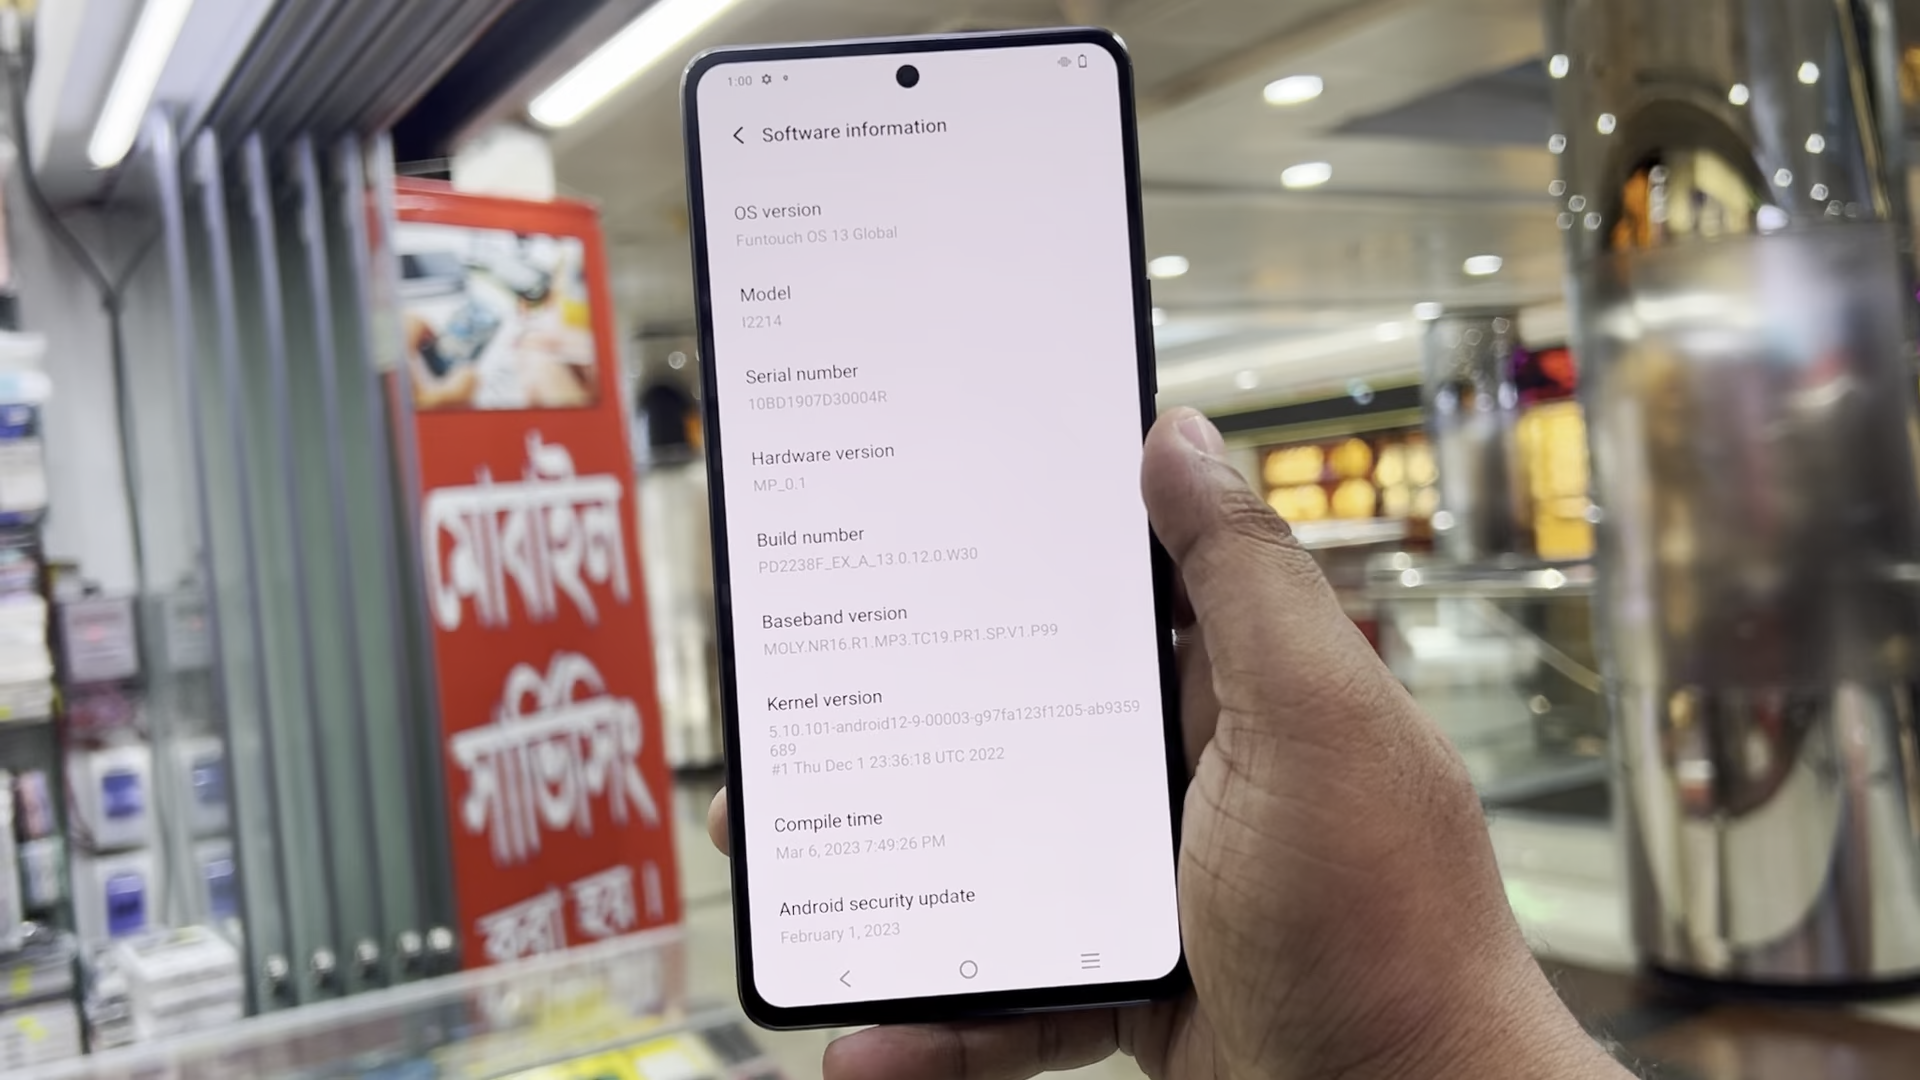 1:00
Software information
OS version
Funtouch OS 13 Global
Model
I2214
Serial number
10BD1907D30004R
Hardware version
MP_0.1
Build number
PD2238F_EX_A_13.0.12.0.W30
Baseband version
MOLY.NR16.R1.MP3.TC19.PR1.SP.V1.P99
Kernel version
5.10.101-android12-9-00003-g97fa123f1205-ab9359
689
#1 Thu Dec 1 23:36:18 UTC 2022
Compile time
Mar 6, 2023 7:49:26 PM
Android security update
February 1, 2023
মোবাইল
সার্ভিসিং
করা হয়।